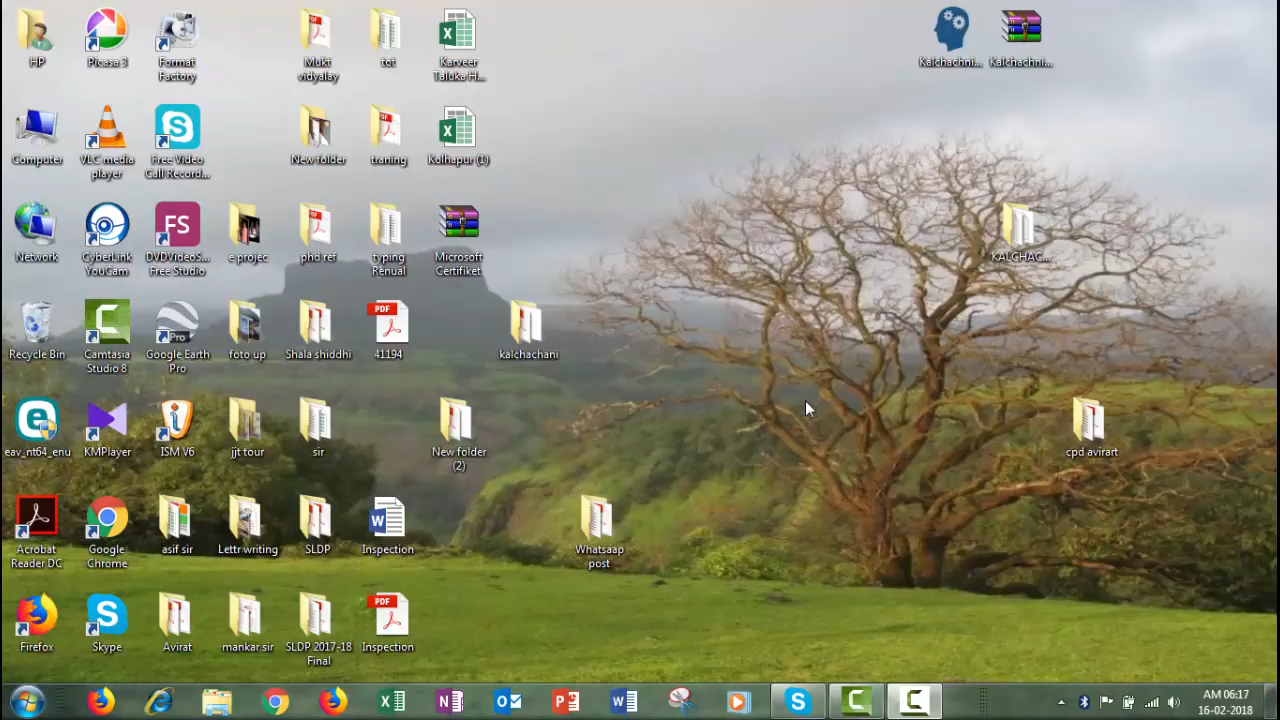 HP
Picasa 3
Format
Factory
Mukt
vidyalay
tot
Karveer
Taluka H...
Kalchachni...
Kalchachni...
Computer
VLC media
player
Free Video
Call Record...
New folder
traning
Kolhapur (1)
Network
CyberLink
YouCam
DVDVideoS...
Free Studio
e projec
phd ref
typing
Renual
Microsoft
Certifiket
KALCHAC...
Recycle Bin
Camtasia
Studio 8
Google Earth
Pro
foto up
Shala shiddhi
41194
kalchachani
eav_nt64_enu
KMPlayer
ISM V6
jjt tour
sir
New folder
(2)
cpd avirart
Acrobat
Reader DC
Google
Chrome
asif sir
Lettr writing
SLDP
Inspection
Whatsaap
post
Firefox
Skype
Avirat
mankar sir
SLDP 2017-18
Final
Inspection
AM 06:17
16-02-2018
FS
Pro
PDF
PDF